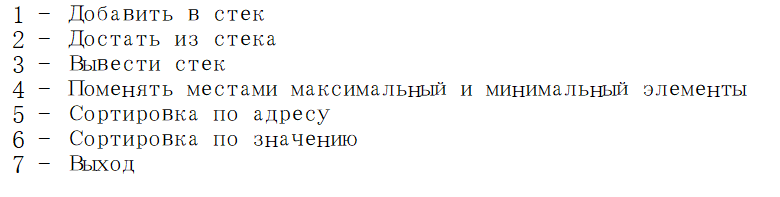 1 - Добавить в стек
2 - Достать из стека
3 - Вывести стек
4 - Поменять местами максимальный и минимальный элементы
5 - Сортировка по адресу
6 - Сортировка по значению
7 - Выход